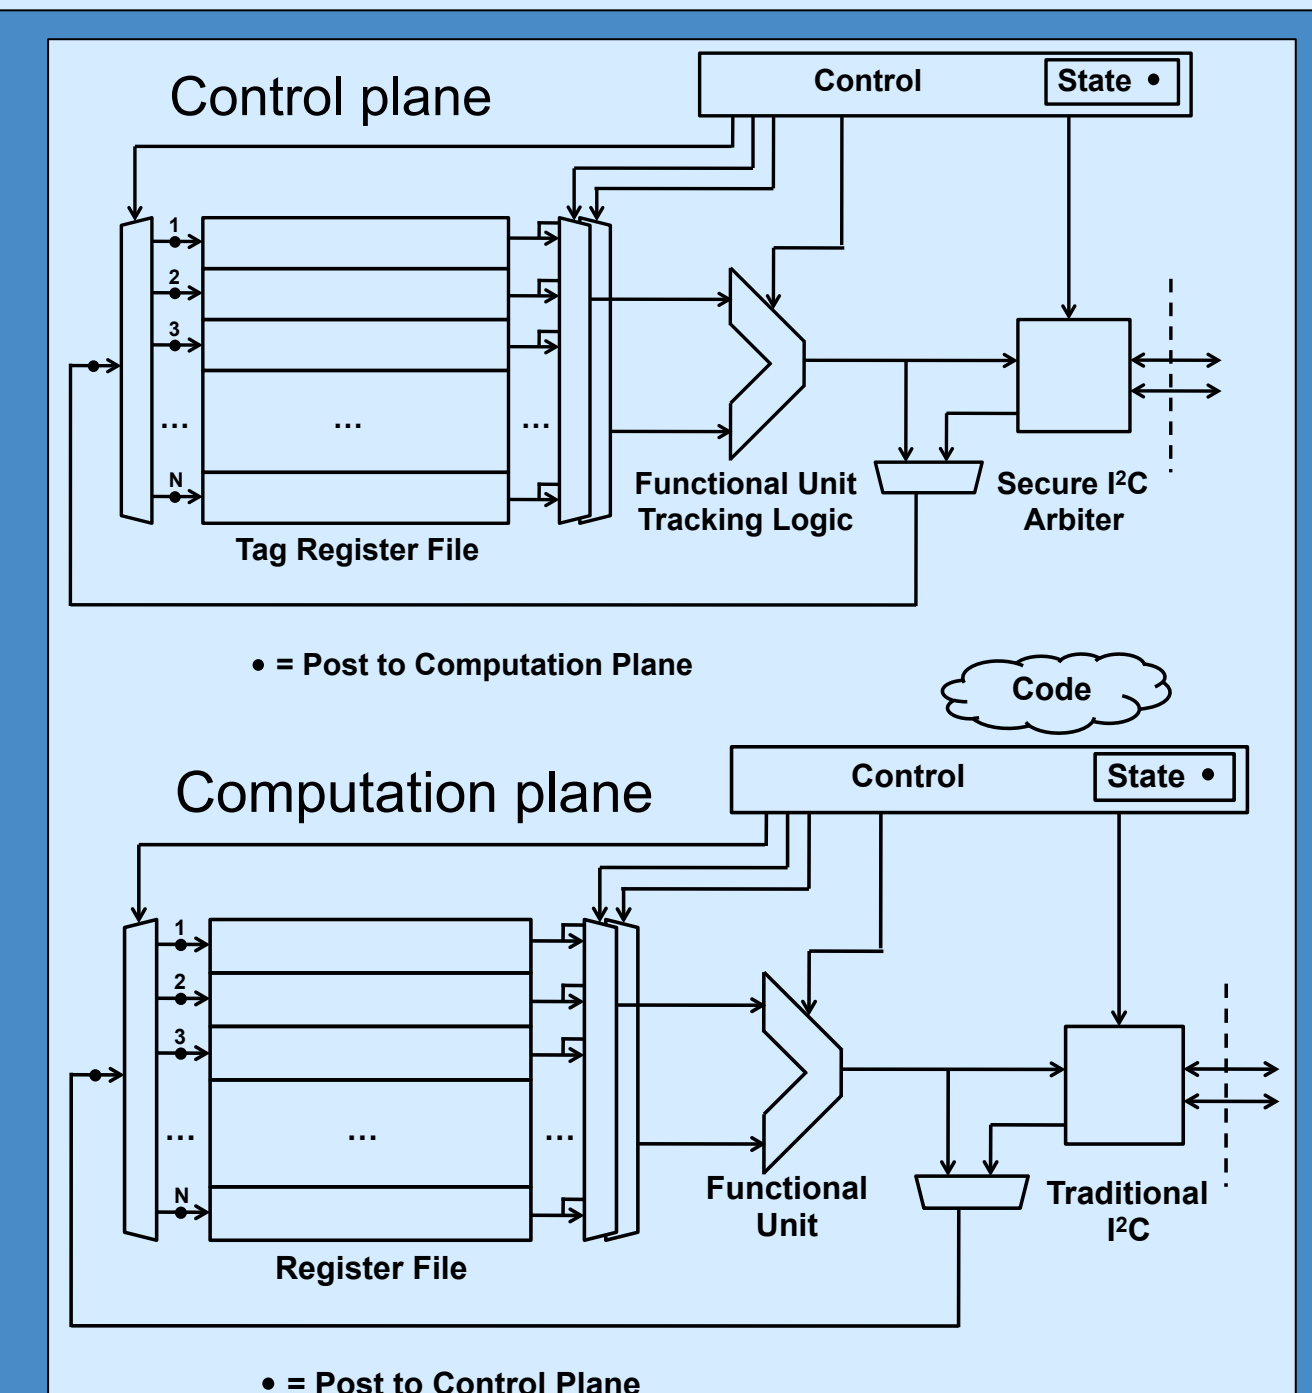 Control plane
Control
State •
1
2
3
...
...
...
N
Tag Register File
Functional Unit
Tracking Logic
Secure I²C
Arbiter
• = Post to Computation Plane
Code
Computation plane
Control
State •
1
2
3
...
...
...
N
Register File
Functional
Unit
Traditional
I²C
• = Post to Control Plane